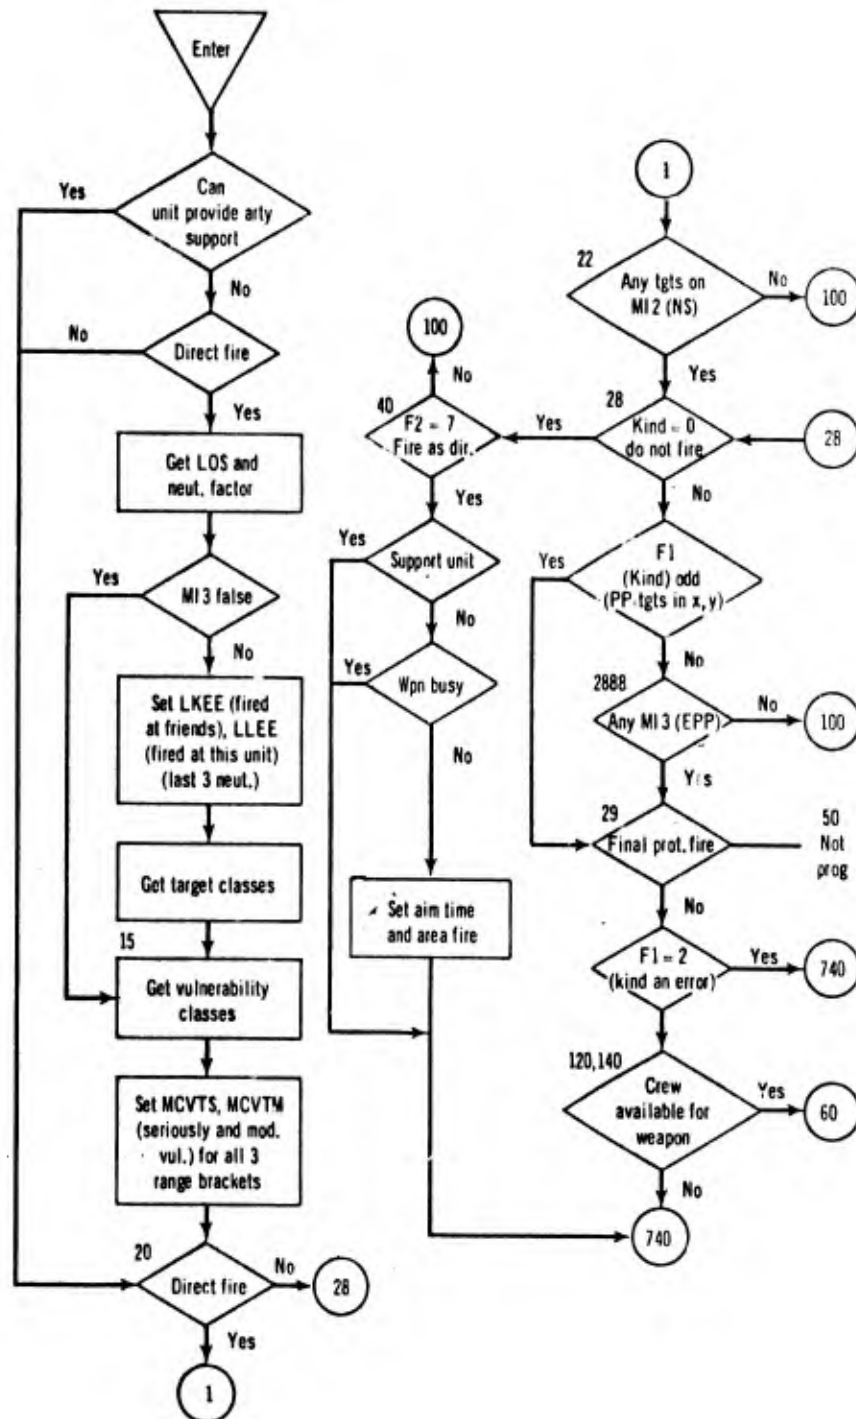 Enter
Can
unit provide arty
support
Yes
No
Direct fire
No
Yes
Get LOS and
neut. factor
MI3 false
Yes
No
Set LKEE (fired
at friends), LLEE
(fired at this unit)
(last 3 neut.)
Get target classes
15
Get vulnerability
classes
Set MCVTS, MCVTM
(seriously and mod.
vul.) for all 3
range brackets
20
Direct fire
No
28
Yes
1
100
No
40
F2 = 7
Fire as dir.
Yes
Yes
Support unit
No
Yes
Wpn busy
No
Set aim time
and area fire
1
22
Any tgts on
MI2 (NS)
No
100
Yes
28
Kind = 0
do not fire
Yes
28
No
F1
(Kind) odd
(PP-tgts in x, y)
Yes
No
2888
Any MI3 (EPP)
No
100
Yes
29
Final prot. fire
50
Not
prog
No
F1 = 2
(kind an error)
Yes
740
120,140
Crew
available for
weapon
Yes
60
No
740